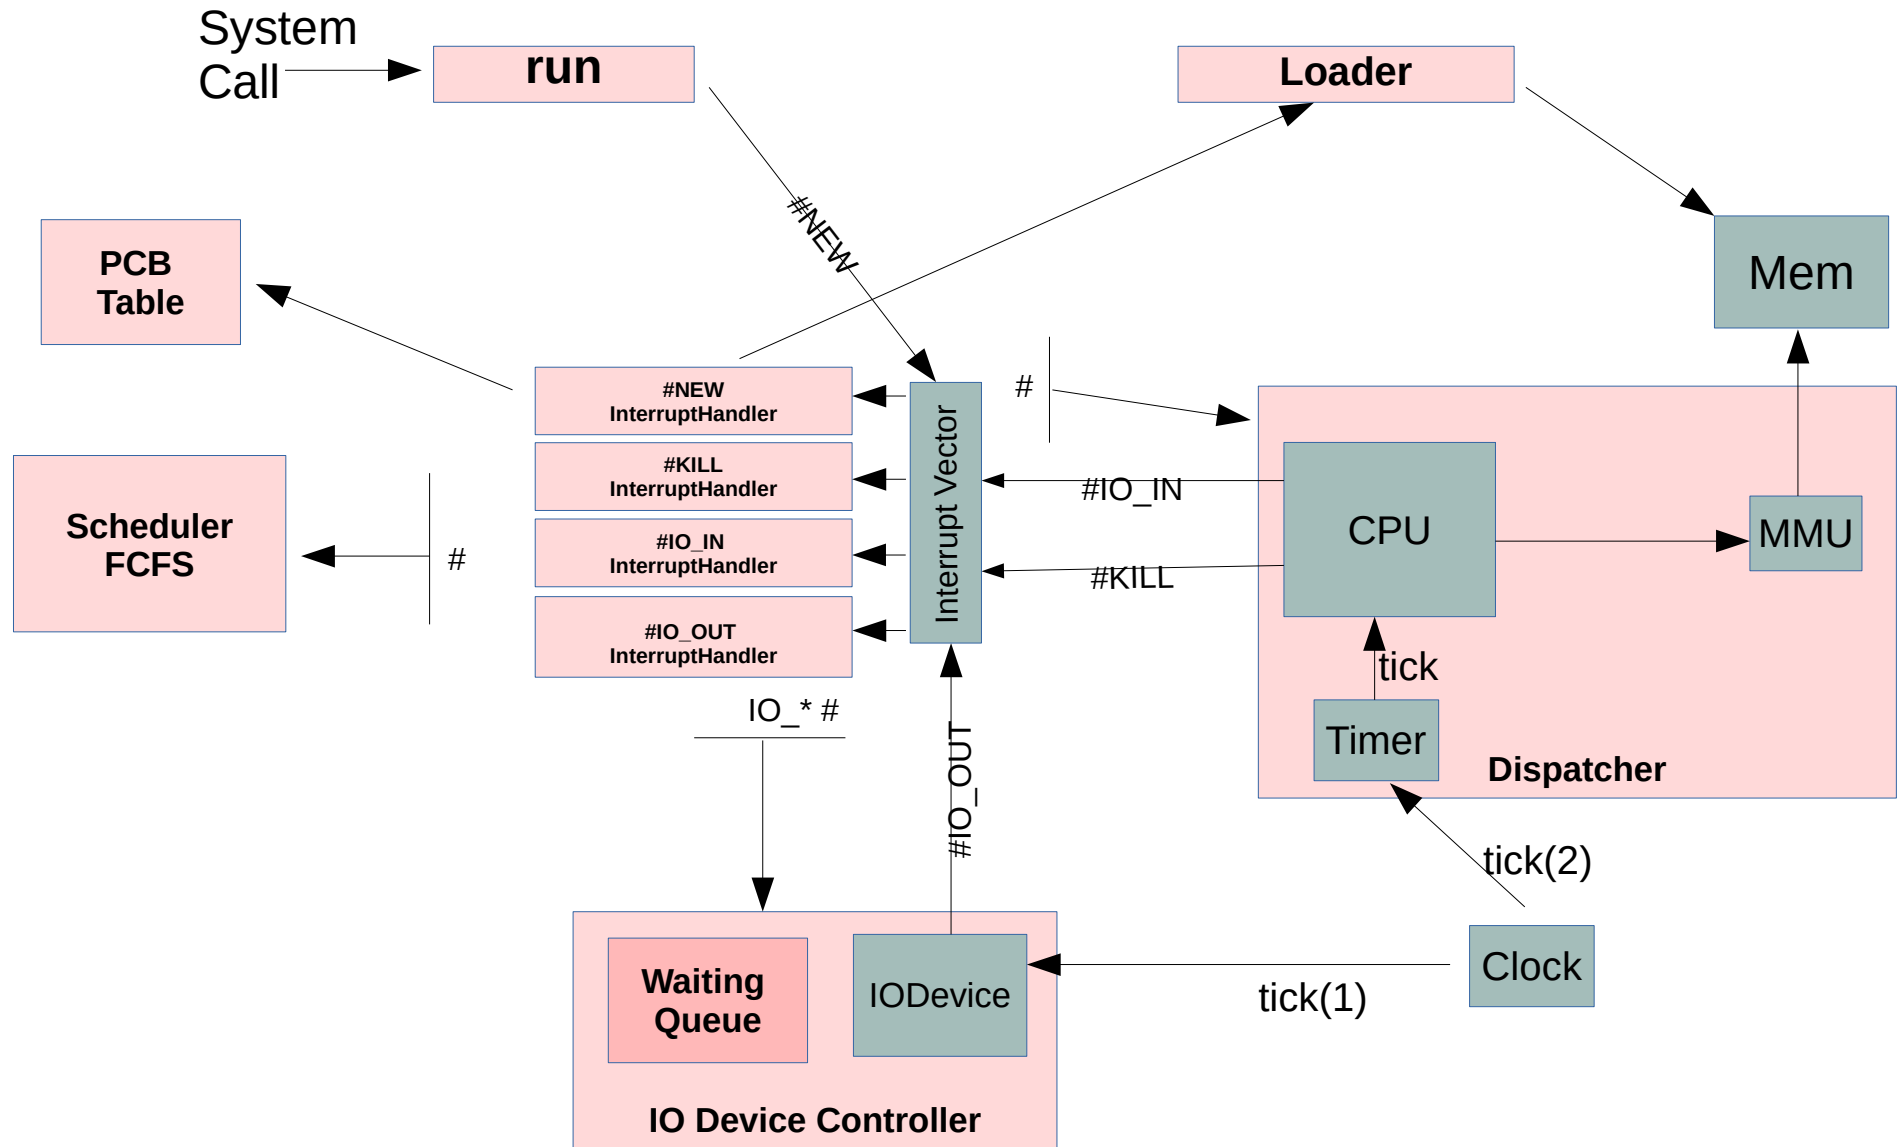 System
Call
run
Loader
#NEW
PCB
Table
Mem
#NEW
InterruptHandler
#
Interrupt Vector
#KILL
InterruptHandler
#IO_IN
CPU
MMU
Scheduler
FCFS
#
#IO_IN
InterruptHandler
#KILL
#IO_OUT
InterruptHandler
tick
IO_* #
#IO_OUT
Timer
Dispatcher
tick(2)
Waiting
Queue
IODevice
Clock
tick(1)
IO Device Controller